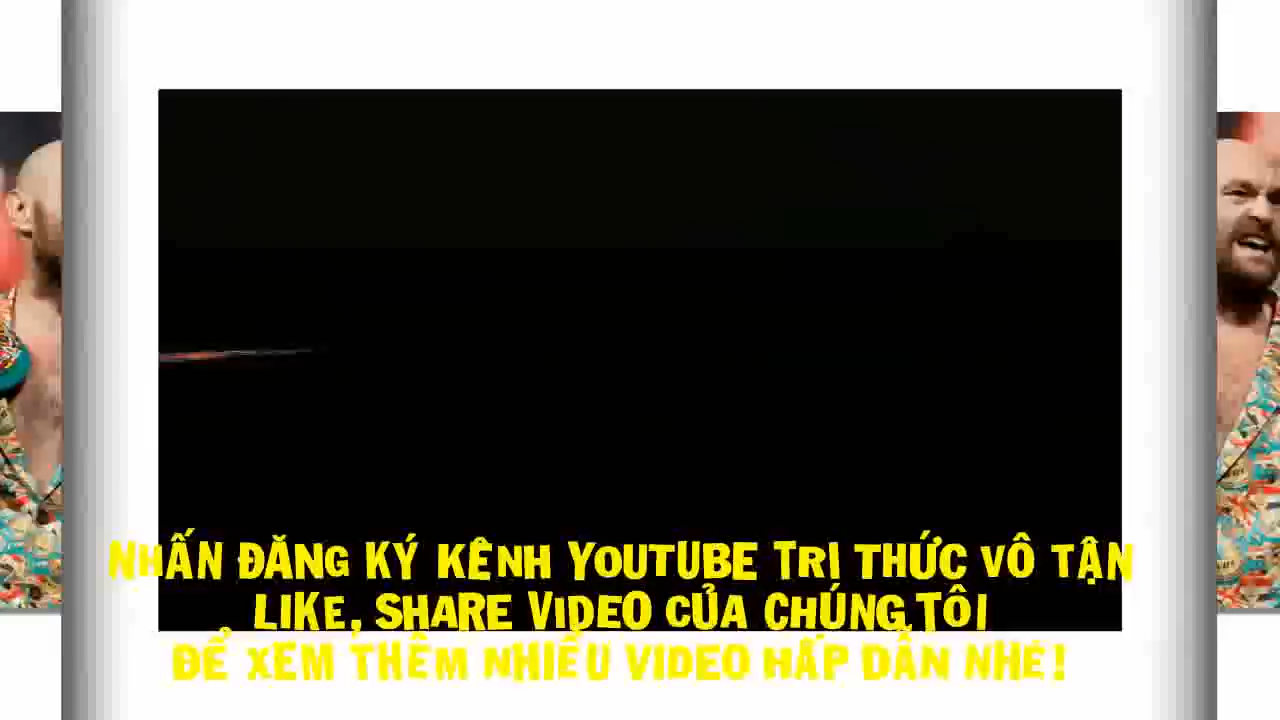 NHẤN ĐĂNG KÝ KÊNH YOUTUBE TRI THỨC VÔ TẬN
LIKE, SHARE VIDEO CỦA CHÚNG TÔI
ĐỂ XEM THÊM NHIỀU VIDEO HẤP DẪN NHÉ!